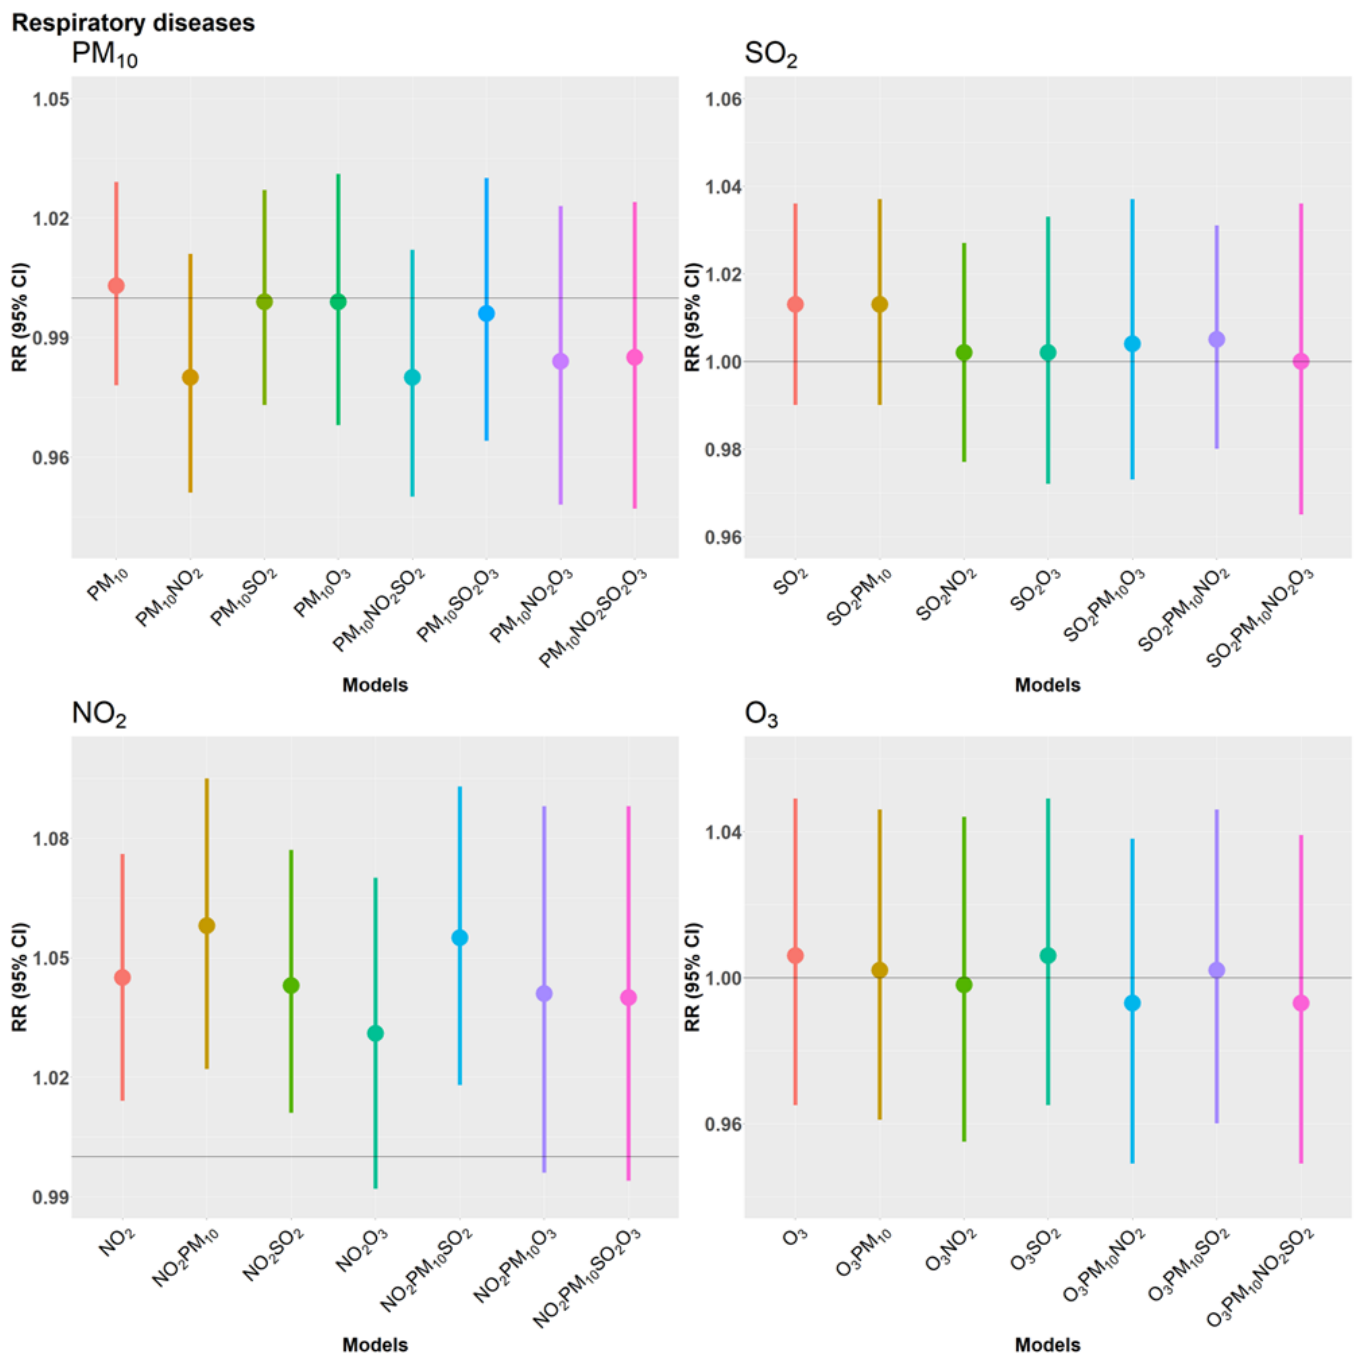 Respiratory diseases
PM₁₀
RR (95% CI)
1.05
1.02
0.99
0.96
PM₁₀
PM₁₀NO₂
PM₁₀SO₂
PM₁₀O₃
PM₁₀NO₂SO₂
PM₁₀SO₂O₃
PM₁₀NO₂O₃
PM₁₀NO₂SO₂O₃
Models
SO₂
RR (95% CI)
1.06
1.04
1.02
1.00
0.98
0.96
SO₂
SO₂PM₁₀
SO₂NO₂
SO₂O₃
SO₂PM₁₀O₃
SO₂PM₁₀NO₂
SO₂PM₁₀NO₂O₃
Models
NO₂
RR (95% CI)
1.08
1.05
1.02
0.99
NO₂
NO₂PM₁₀
NO₂SO₂
NO₂O₃
NO₂PM₁₀SO₂
NO₂PM₁₀O₃
NO₂PM₁₀SO₂O₃
Models
O₃
RR (95% CI)
1.04
1.00
0.96
O₃
O₃PM₁₀
O₃NO₂
O₃SO₂
O₃PM₁₀NO₂
O₃PM₁₀SO₂
O₃PM₁₀NO₂SO₂
Models